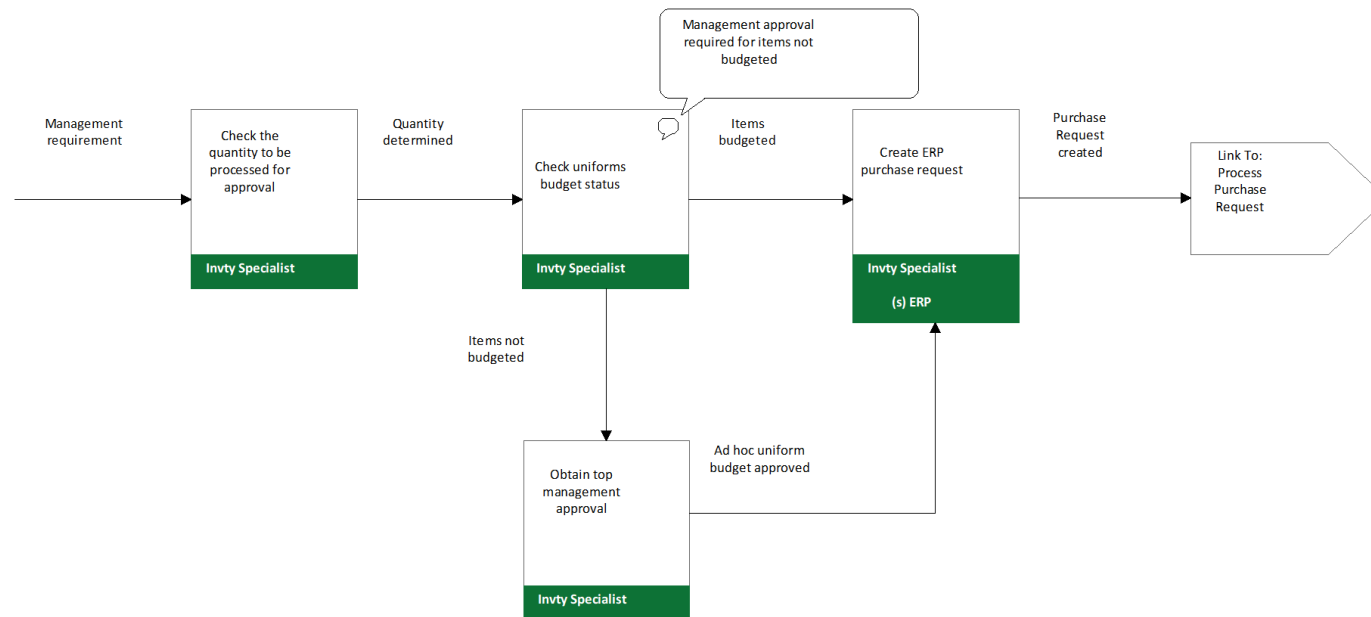 Management approval
required for items not
budgeted
Management
requirement
Check the
quantity to be
processed for
approval
Invty Specialist
Quantity
determined
Check uniforms
budget status
Invty Specialist
Items
budgeted
Create ERP
purchase request
Invty Specialist
(s) ERP
Purchase
Request
created
Link To:
Process
Purchase
Request
Items not
budgeted
Obtain top
management
approval
Invty Specialist
Ad hoc uniform
budget approved